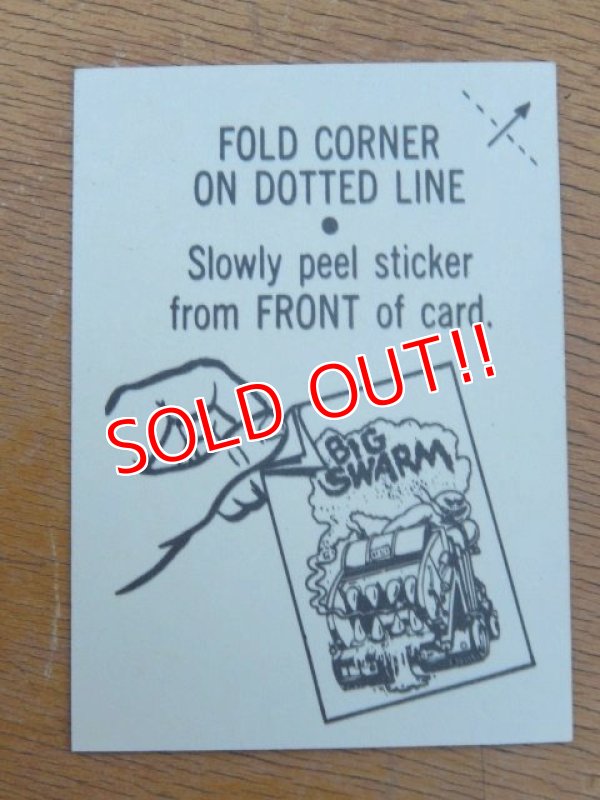 FOLD CORNER
ON DOTTED LINE
Slowly peel sticker
from FRONT of card.
SOLD OUT!!
BIG
SWARM